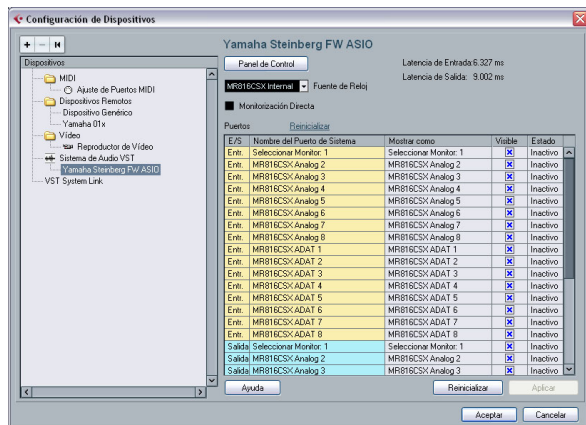 Configuración de Dispositivos
Dispositivos
MIDI
Ajuste de Puertos MIDI
Dispositivos Remotos
Dispositivo Genérico
Yamaha 01x
Vídeo
Reproductor de Vídeo
Sistema de Audio VST
Yamaha Steinberg FW ASIO
VST System Link
Yamaha Steinberg FW ASIO
Panel de Control
Latencia de Entrada:6.327 ms
Latencia de Salida: 9.002 ms
MR816CSX Internal Fuente de Reloj
Monitorización Directa
Puertos Reinicializar
E/S Nombre del Puerto de Sistema Mostrar como Visible Estado
Entr. Seleccionar Monitor: 1 Seleccionar Monitor: 1 Inactivo
Entr. MR816CSX Analog 2 MR816CSX Analog 2 Inactivo
Entr. MR816CSX Analog 3 MR816CSX Analog 3 Inactivo
Entr. MR816CSX Analog 4 MR816CSX Analog 4 Inactivo
Entr. MR816CSX Analog 5 MR816CSX Analog 5 Inactivo
Entr. MR816CSX Analog 6 MR816CSX Analog 6 Inactivo
Entr. MR816CSX Analog 7 MR816CSX Analog 7 Inactivo
Entr. MR816CSX Analog 8 MR816CSX Analog 8 Inactivo
Entr. MR816CSX ADAT 1 MR816CSX ADAT 1 Inactivo
Entr. MR816CSX ADAT 2 MR816CSX ADAT 2 Inactivo
Entr. MR816CSX ADAT 3 MR816CSX ADAT 3 Inactivo
Entr. MR816CSX ADAT 4 MR816CSX ADAT 4 Inactivo
Entr. MR816CSX ADAT 5 MR816CSX ADAT 5 Inactivo
Entr. MR816CSX ADAT 6 MR816CSX ADAT 6 Inactivo
Entr. MR816CSX ADAT 7 MR816CSX ADAT 7 Inactivo
Entr. MR816CSX ADAT 8 MR816CSX ADAT 8 Inactivo
Salida Seleccionar Monitor: 1 Seleccionar Monitor: 1 Inactivo
Salida MR816CSX Analog 2 MR816CSX Analog 2 Inactivo
Salida MR816CSX Analog 3 MR816CSX Analog 3 Inactivo
Ayuda Reinicializar Aplicar
Aceptar Cancelar